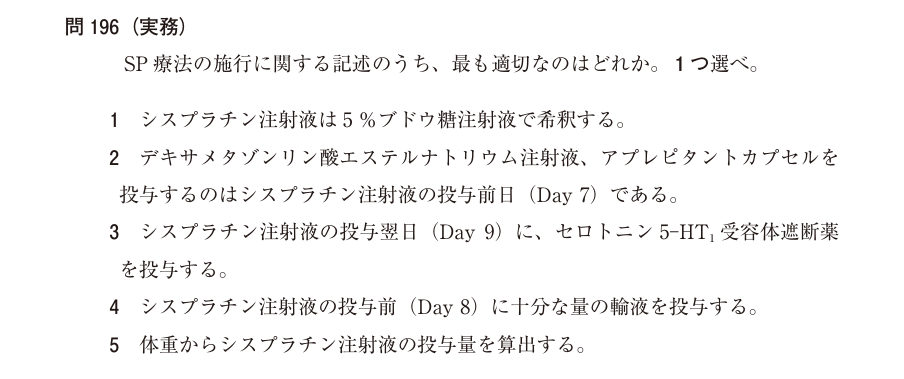 問 196（実務）
SP 療法の施行に関する記述のうち、最も適切なのはどれか。1つ選べ。
1　シスプラチン注射液は 5 %ブドウ糖注射液で希釈する。
2　デキサメタゾンリン酸エステルナトリウム注射液、アプレピタントカプセルを
投与するのはシスプラチン注射液の投与前日（Day 7）である。
3　シスプラチン注射液の投与翌日（Day 9）に、セロトニン 5-HT₁ 受容体遮断薬
を投与する。
4　シスプラチン注射液の投与前（Day 8）に十分な量の輸液を投与する。
5　体重からシスプラチン注射液の投与量を算出する。